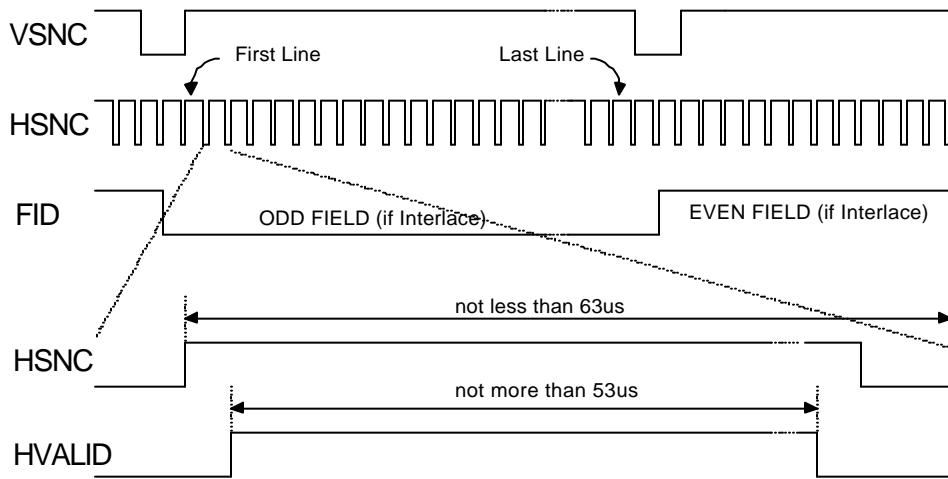 VSNC
First Line
Last Line
HSNC
FID
ODD FIELD (if Interlace)
EVEN FIELD (if Interlace)
not less than 63us
HSNC
not more than 53us
HVALID